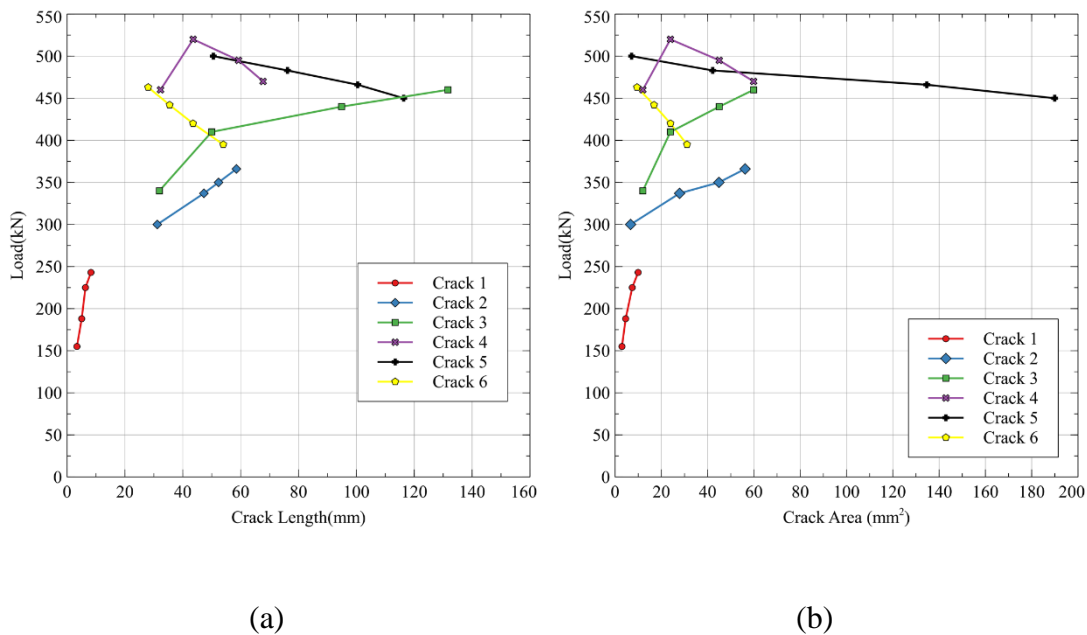 550
500
450
400
350
300
250
200
150
100
50
0
Load(kN)
0 20 40 60 80 100 120 140 160
Crack Length(mm)
Crack 1
Crack 2
Crack 3
Crack 4
Crack 5
Crack 6
(a)
550
500
450
400
350
300
250
200
150
100
50
0
Load(kN)
0 20 40 60 80 100 120 140 160 180 200
Crack Area (mm²)
Crack 1
Crack 2
Crack 3
Crack 4
Crack 5
Crack 6
(b)